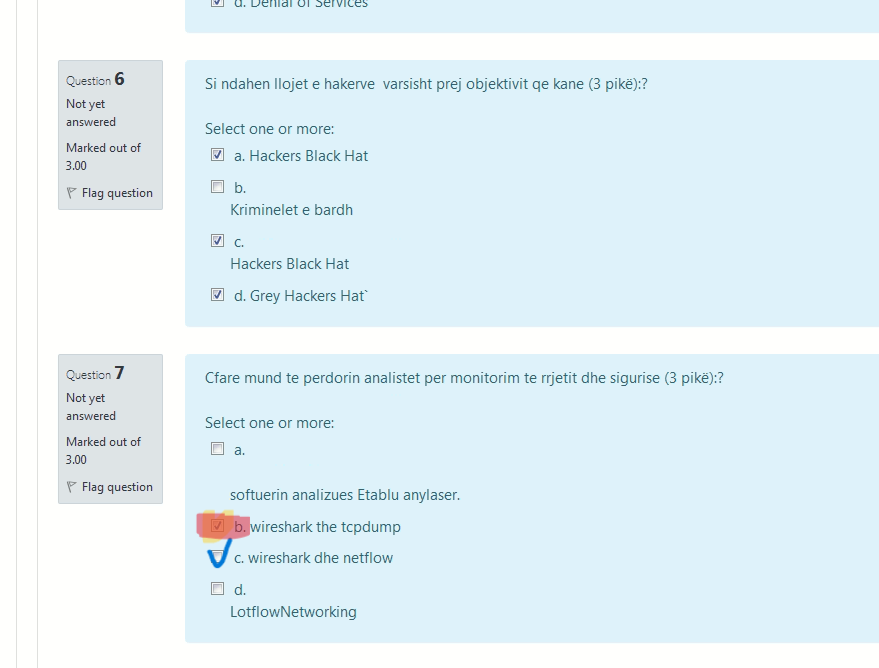 d. Denial of Services
Question 6
Not yet
answered
Marked out of
3.00
Flag question
Si ndahen llojet e hakerve varsisht prej objektivit qe kane (3 pikë):?
Select one or more:
a. Hackers Black Hat
b.
Kriminelet e bardh
c.
Hackers Black Hat
d. Grey Hackers Hat`
Question 7
Not yet
answered
Marked out of
3.00
Flag question
Cfare mund te perdorin analistet per monitorim te rrjetit dhe sigurise (3 pikë):?
Select one or more:
a.
softuerin analizues Etablu anylaser.
b. wireshark the tcpdump
c. wireshark dhe netflow
d.
LotflowNetworking